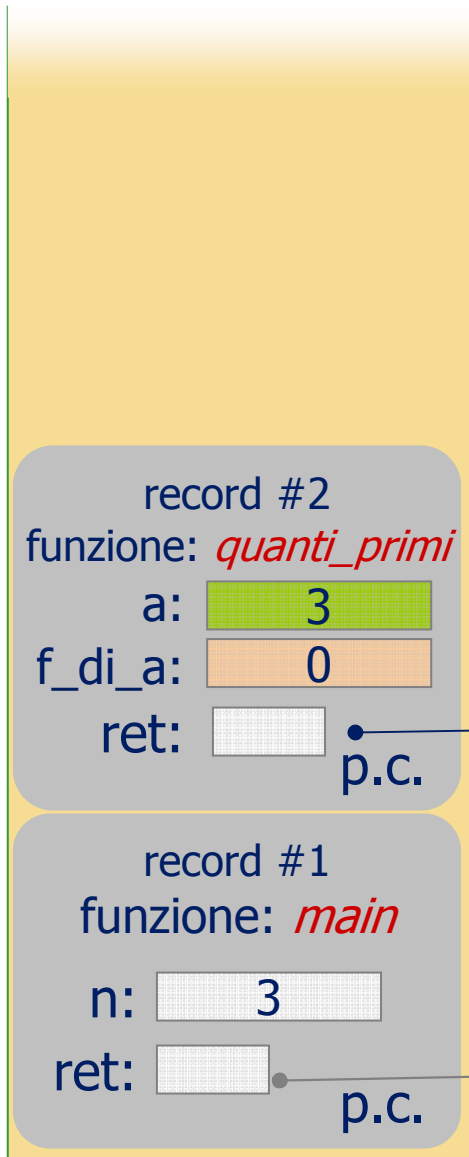 record #2
funzione: quanti_primi
a: 3
f_di_a: 0
ret:
p.c.
record #1
funzione: main
n: 3
ret:
p.c.